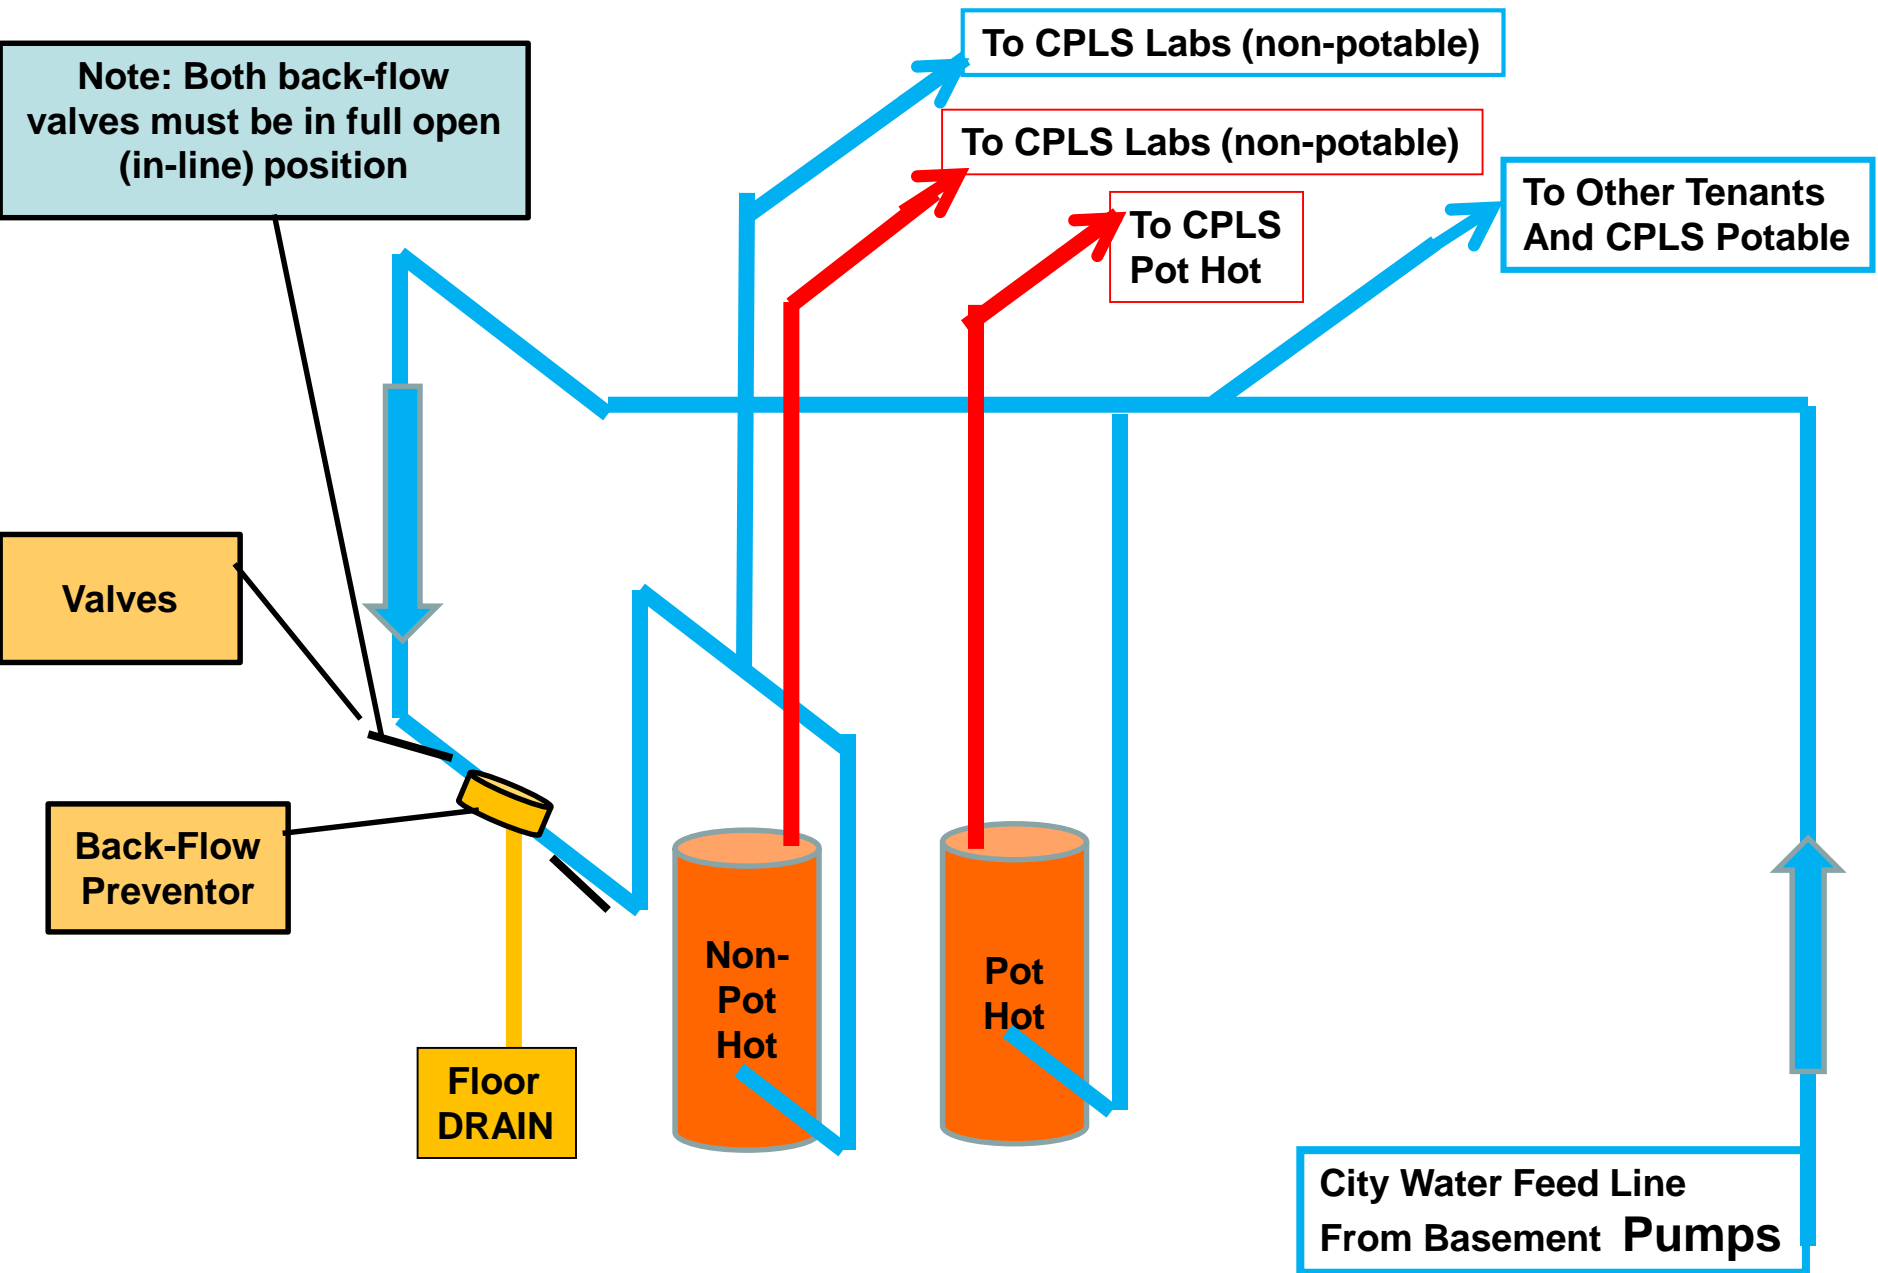 To CPLS Labs (non-potable)
Note: Both back-flow
valves must be in full open
(in-line) position
To CPLS Labs (non-potable)
To CPLS
Pot Hot
To Other Tenants
And CPLS Potable
Valves
Back-Flow
Preventor
Non-
Pot
Hot
Pot
Hot
Floor
DRAIN
City Water Feed Line
From Basement Pumps